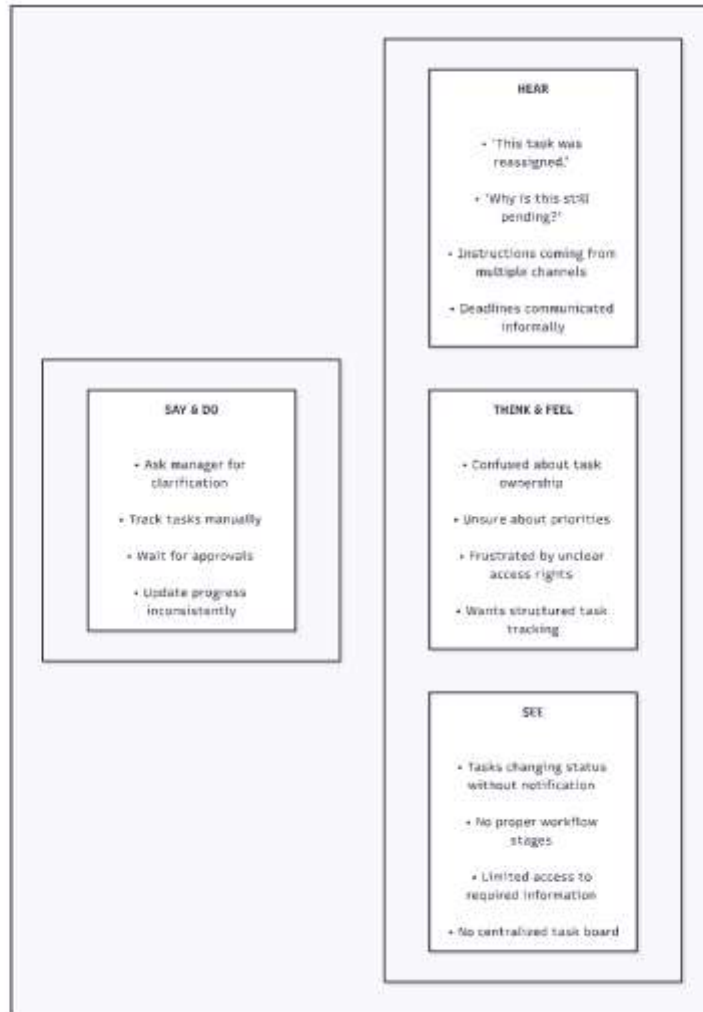 HEAR
• 'This task was
reassigned.'
• 'Why is this still
pending?'
• Instructions coming from
multiple channels
• Deadlines communicated
informally
SAY & DO
• Ask manager for
clarification
• Track tasks manually
• Wait for approvals
• Update progress
inconsistently
THINK & FEEL
• Confused about task
ownership
• Unsure about priorities
• Frustrated by unclear
access rights
• Wants structured task
tracking
SEE
• Tasks changing status
without notification
• No proper workflow
stages
• Limited access to
required information
• No centralized task board